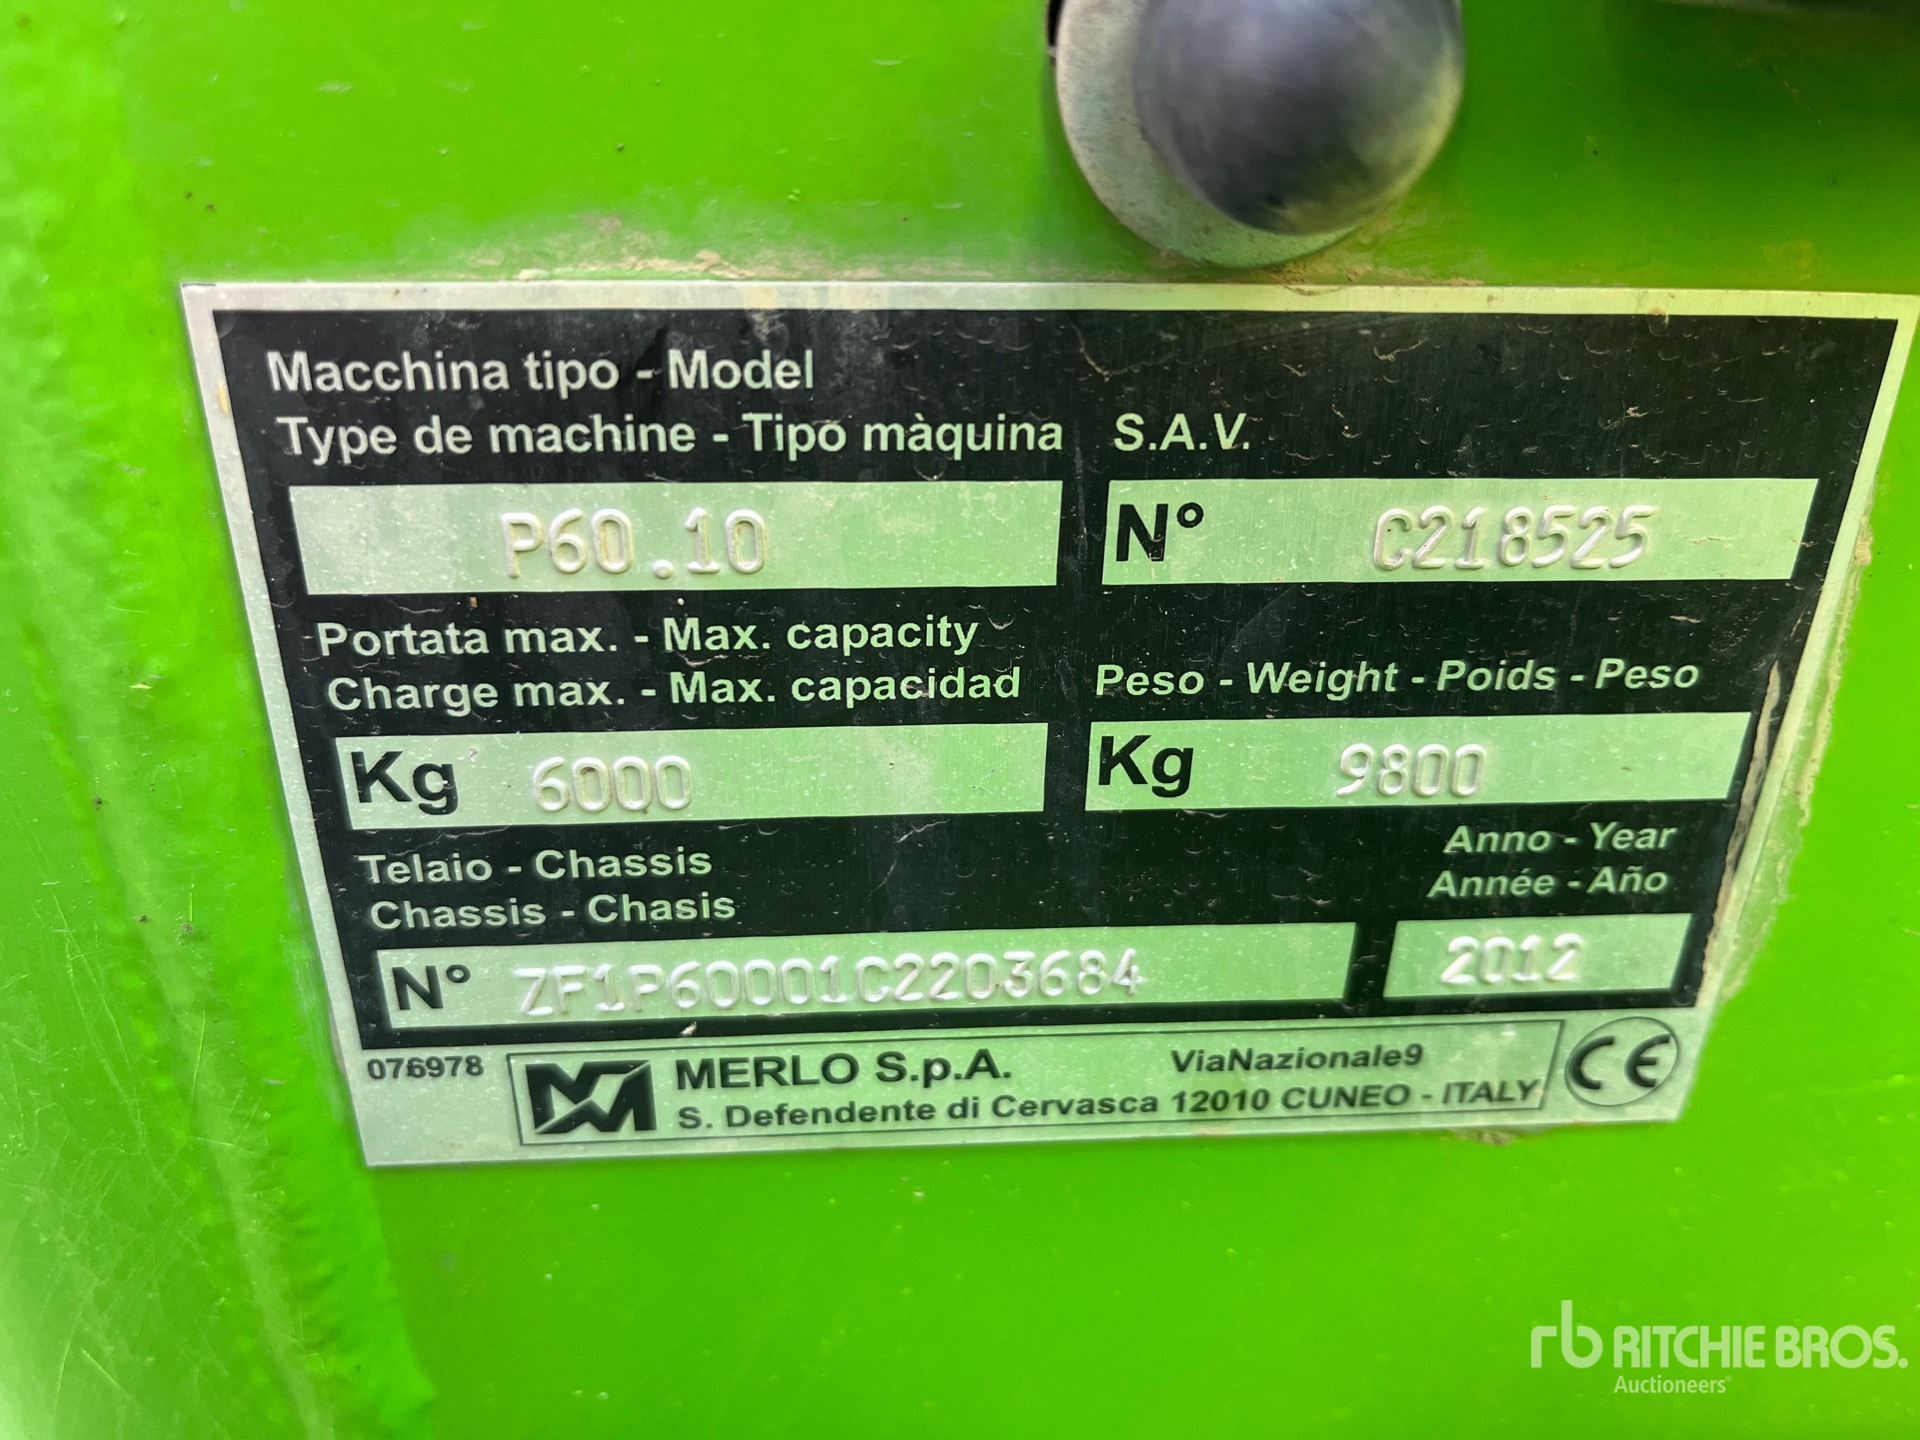 Macchina tipo - Model
Type de machine - Tipo màquina S.A.V.
P60.10 N° C218525
Portata max. - Max. capacity
Charge max. - Max. capacidad Peso - Weight - Poids - Peso
Kg 6000 Kg 9800
Telaio - Chassis Anno - Year
Chassis - Chasis Année - Año
N° ZF1P60001C2203684 2012
076978 MERLO S.p.A. ViaNazionale9 CE
S. Defendente di Cervasca 12010 CUNEO - ITALY
rb RITCHIE BROS.
Auctioneers